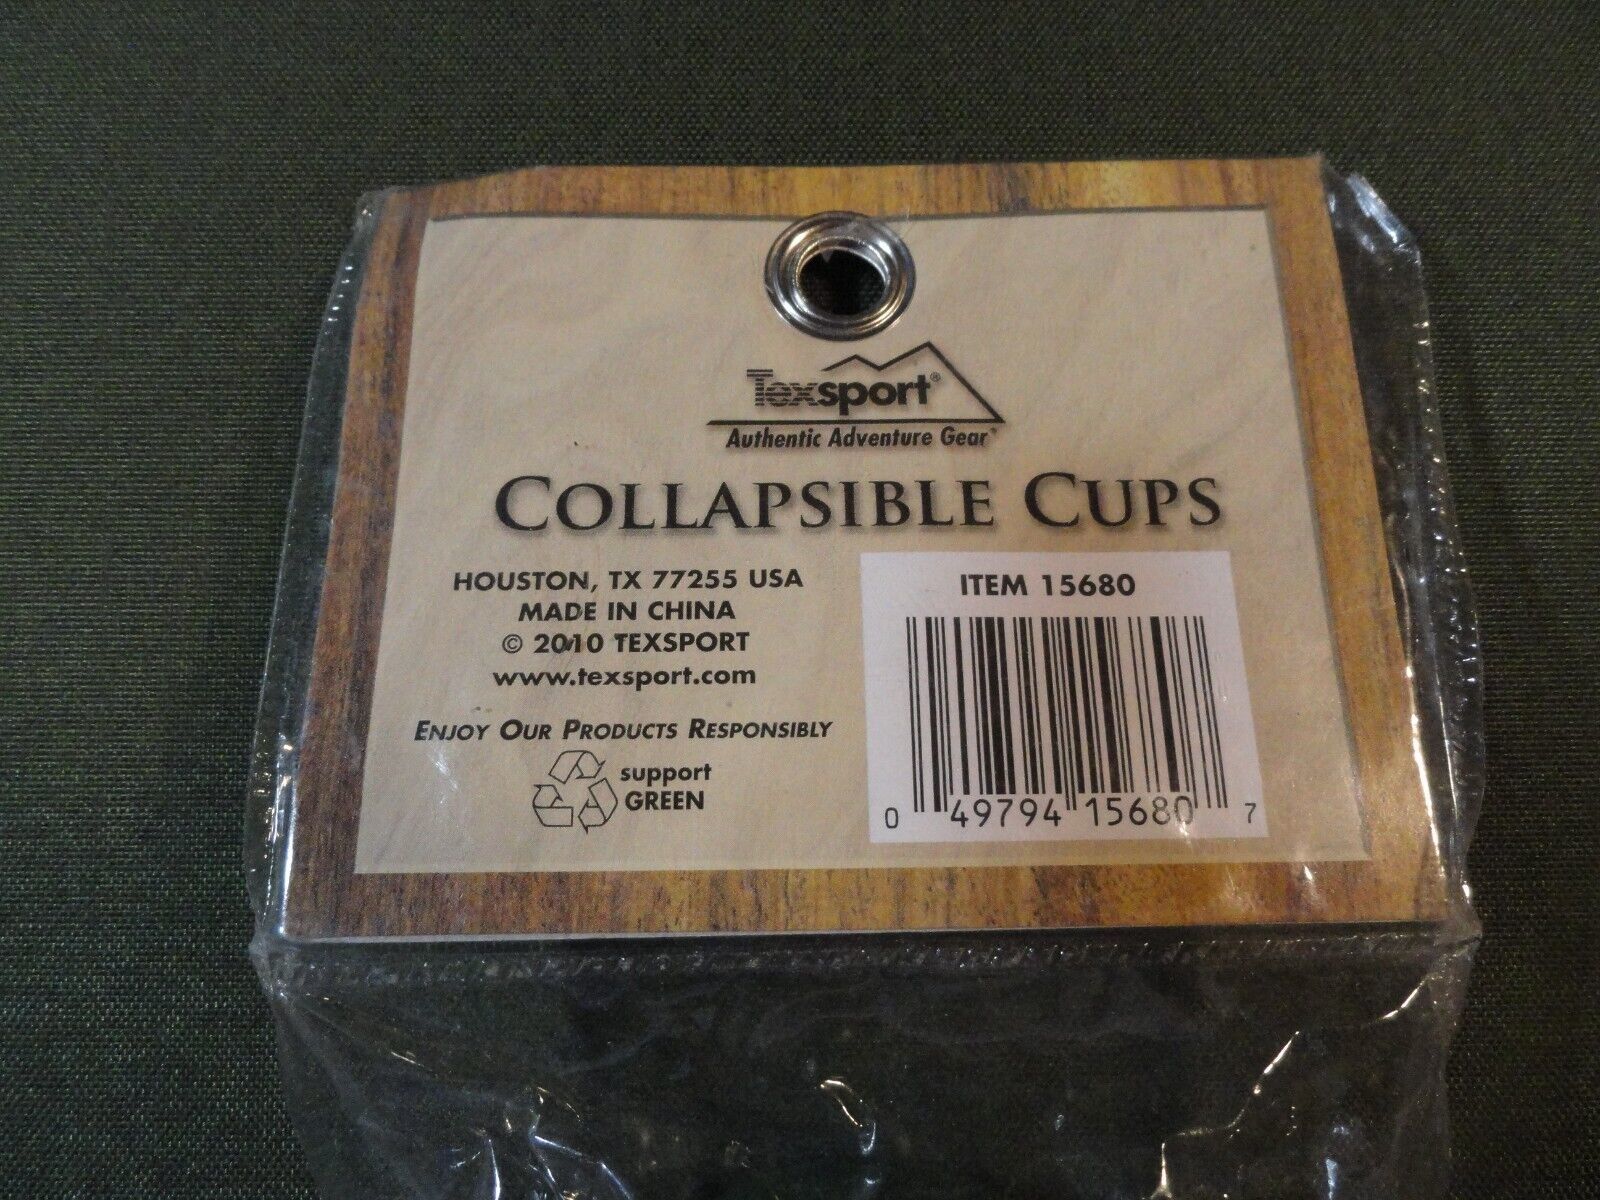 Texsport®
Authentic Adventure Gear
COLLAPSIBLE CUPS
HOUSTON, TX 77255 USA
MADE IN CHINA
© 2010 TEXSPORT
www.texsport.com
ENJOY OUR PRODUCTS RESPONSIBLY
support
GREEN
ITEM 15680
0 49794 15680 7